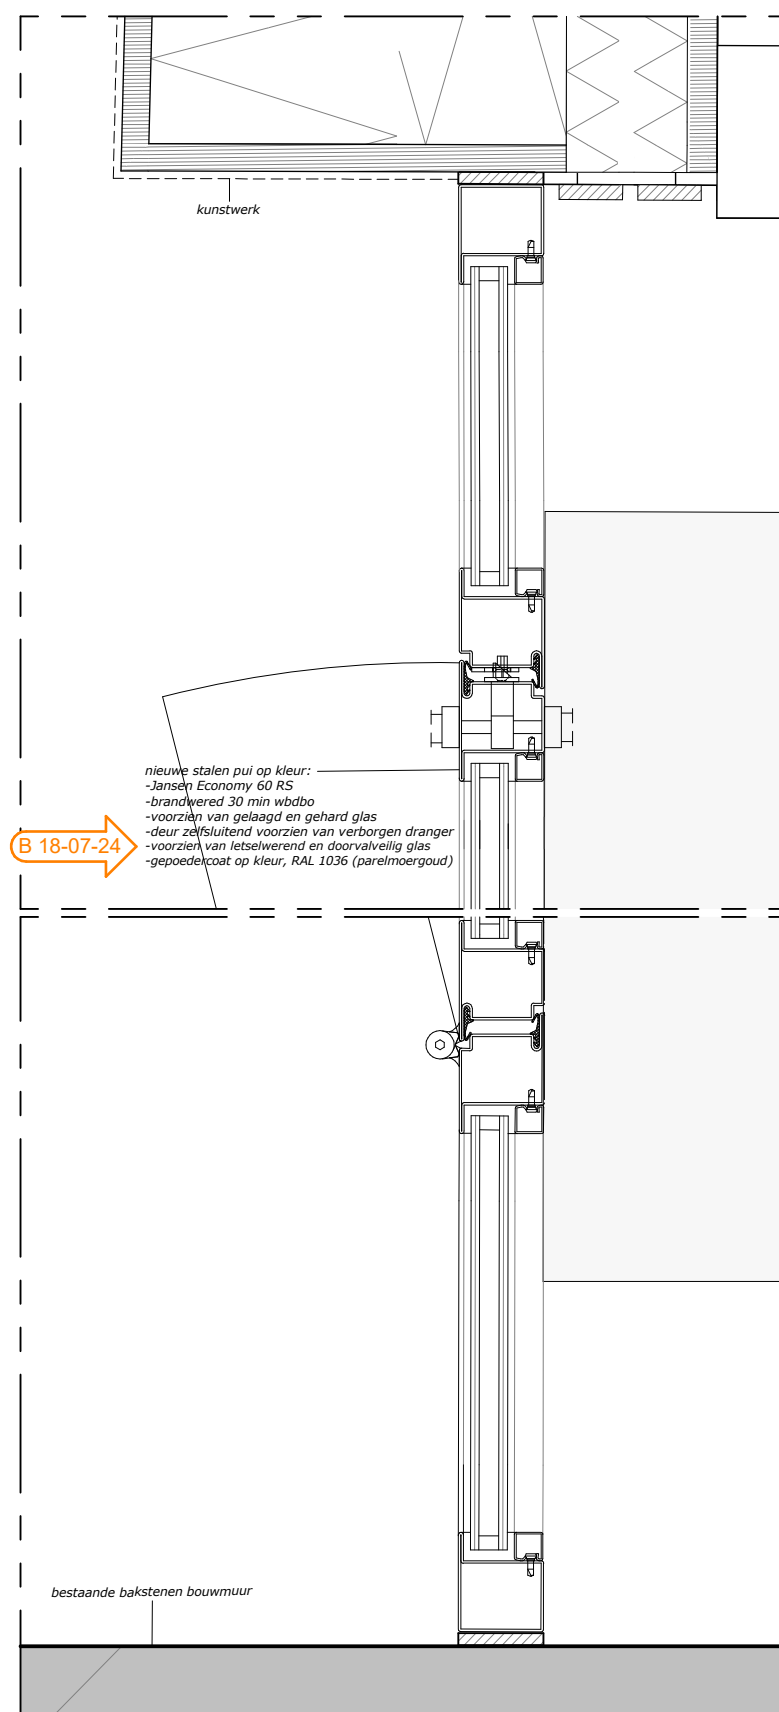 kunstwerk
nieuwe stalen pui op kleur:
-Jansen Economy 60 RS
-brandwered 30 min wbdbo
-voorzien van gelaagd en gehard glas
-deur zelfsluitend voorzien van verborgen dranger
B 18-07-24
-voorzien van letselwerend en doorvalveilig glas
-gepoedercoat op kleur, RAL 1036 (parelmoergoud)
bestaande bakstenen bouwmuur